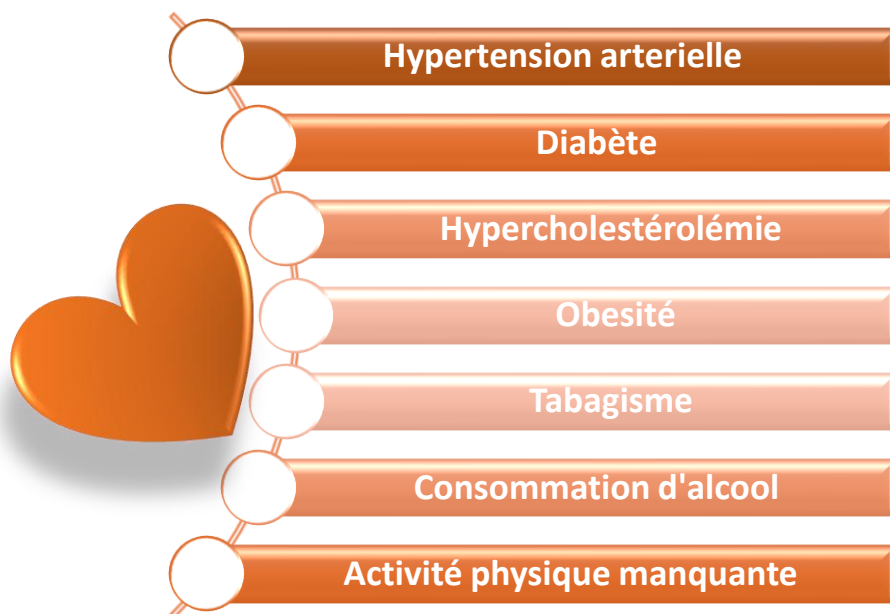 Hypertension arterielle
Diabète
Hypercholestérolémie
Obesité
Tabagisme
Consommation d'alcool
Activité physique manquante